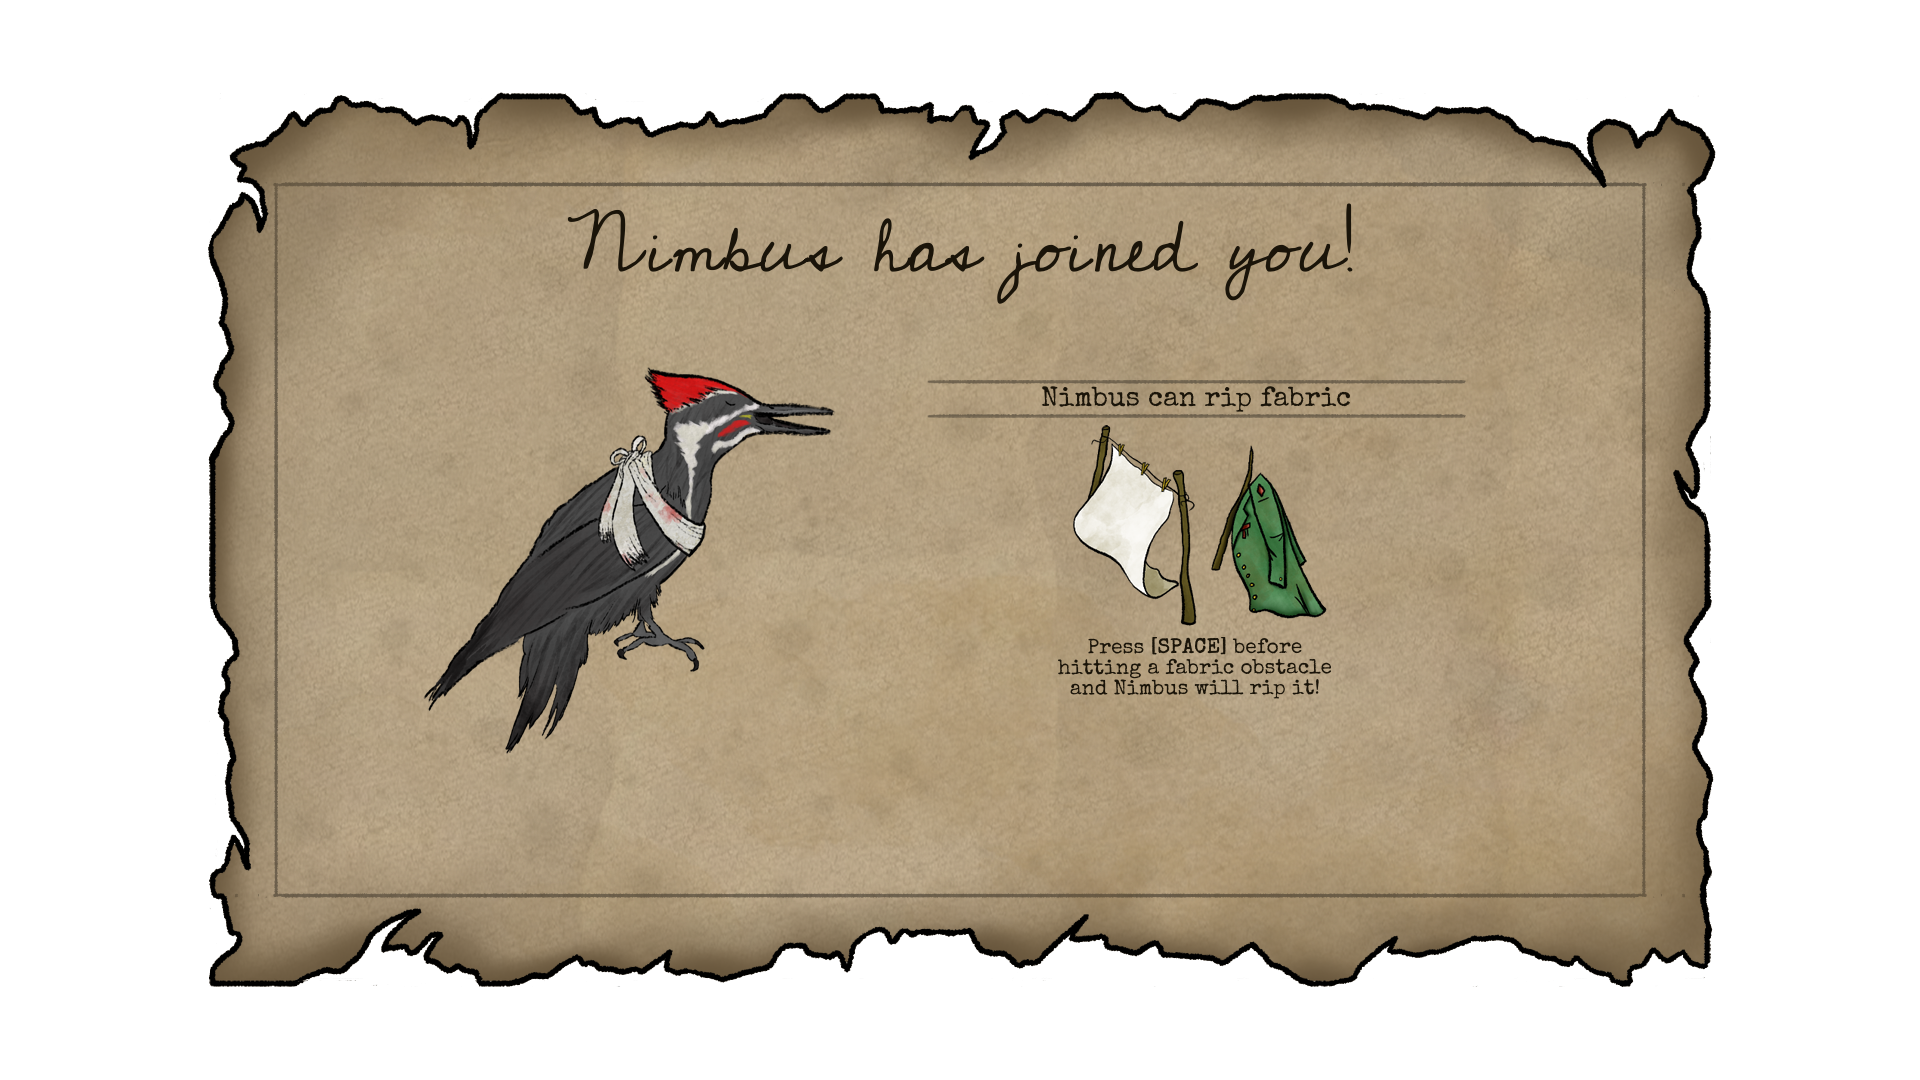 Nimbus has joined you!
Nimbus can rip fabric
Press [SPACE] before
hitting a fabric obstacle
and Nimbus will rip it!